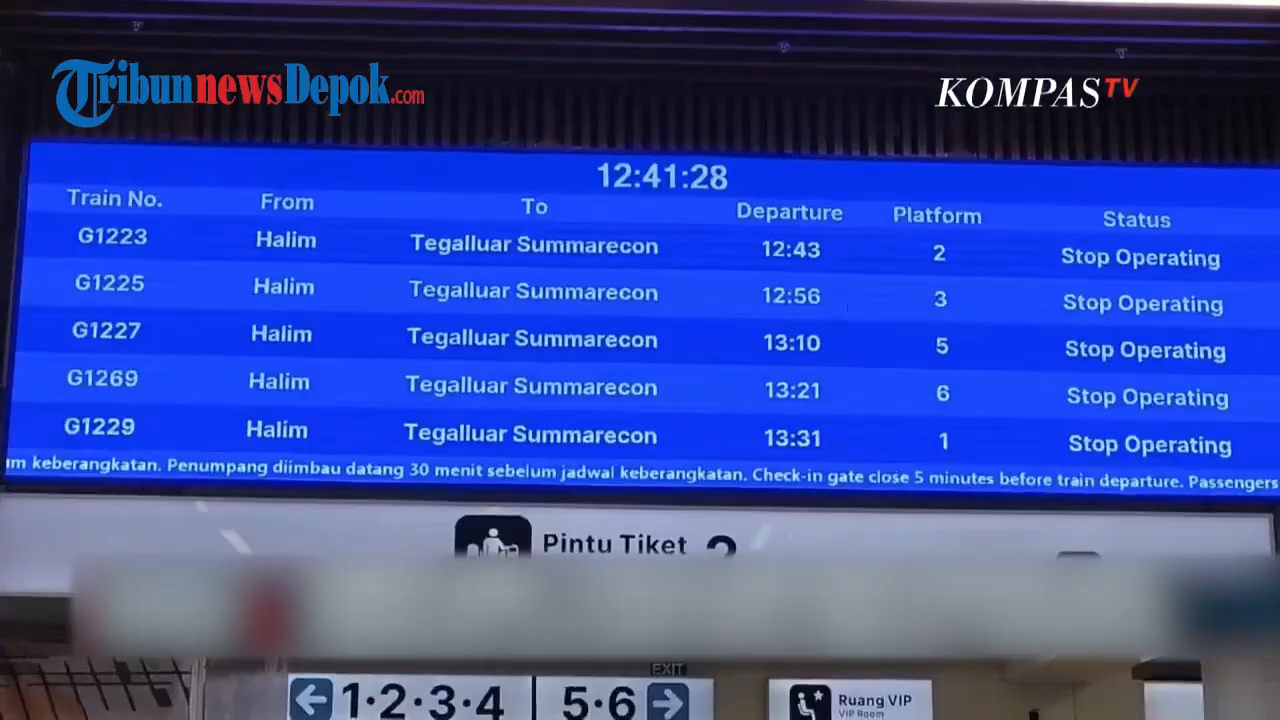 TribunnewsDepok.com
KOMPASTV
12:41:28
Train No. From To Departure Platform Status
G1223 Halim Tegalluar Summarecon 12:43 2 Stop Operating
G1225 Halim Tegalluar Summarecon 12:56 3 Stop Operating
G1227 Halim Tegalluar Summarecon 13:10 5 Stop Operating
G1269 Halim Tegalluar Summarecon 13:21 6 Stop Operating
G1229 Halim Tegalluar Summarecon 13:31 1 Stop Operating
um keberangkatan. Penumpang diimbau datang 30 menit sebelum jadwal keberangkatan. Check-in gate close 5 minutes before train departure. Passengers
Pintu Tiket 2
EXIT
1·2·3·4 5·6
Ruang VIP
VIP Room